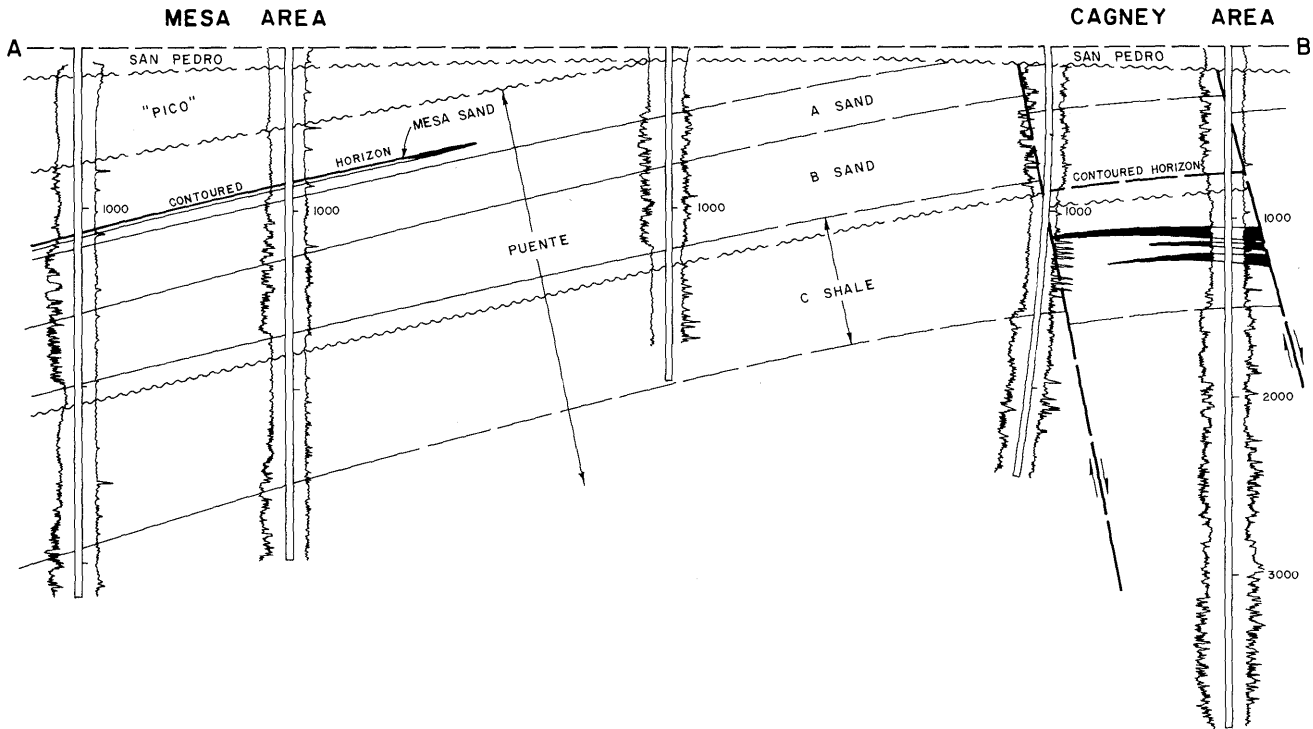 MESA AREA
CAGNEY AREA
A
B
SAN PEDRO
SAN PEDRO
"PICO"
MESA SAND
A SAND
HORIZON
CONTOURED
B SAND
CONTOURED HORIZON
1000
1000
1000
1000
1000
PUENTE
C SHALE
2000
3000